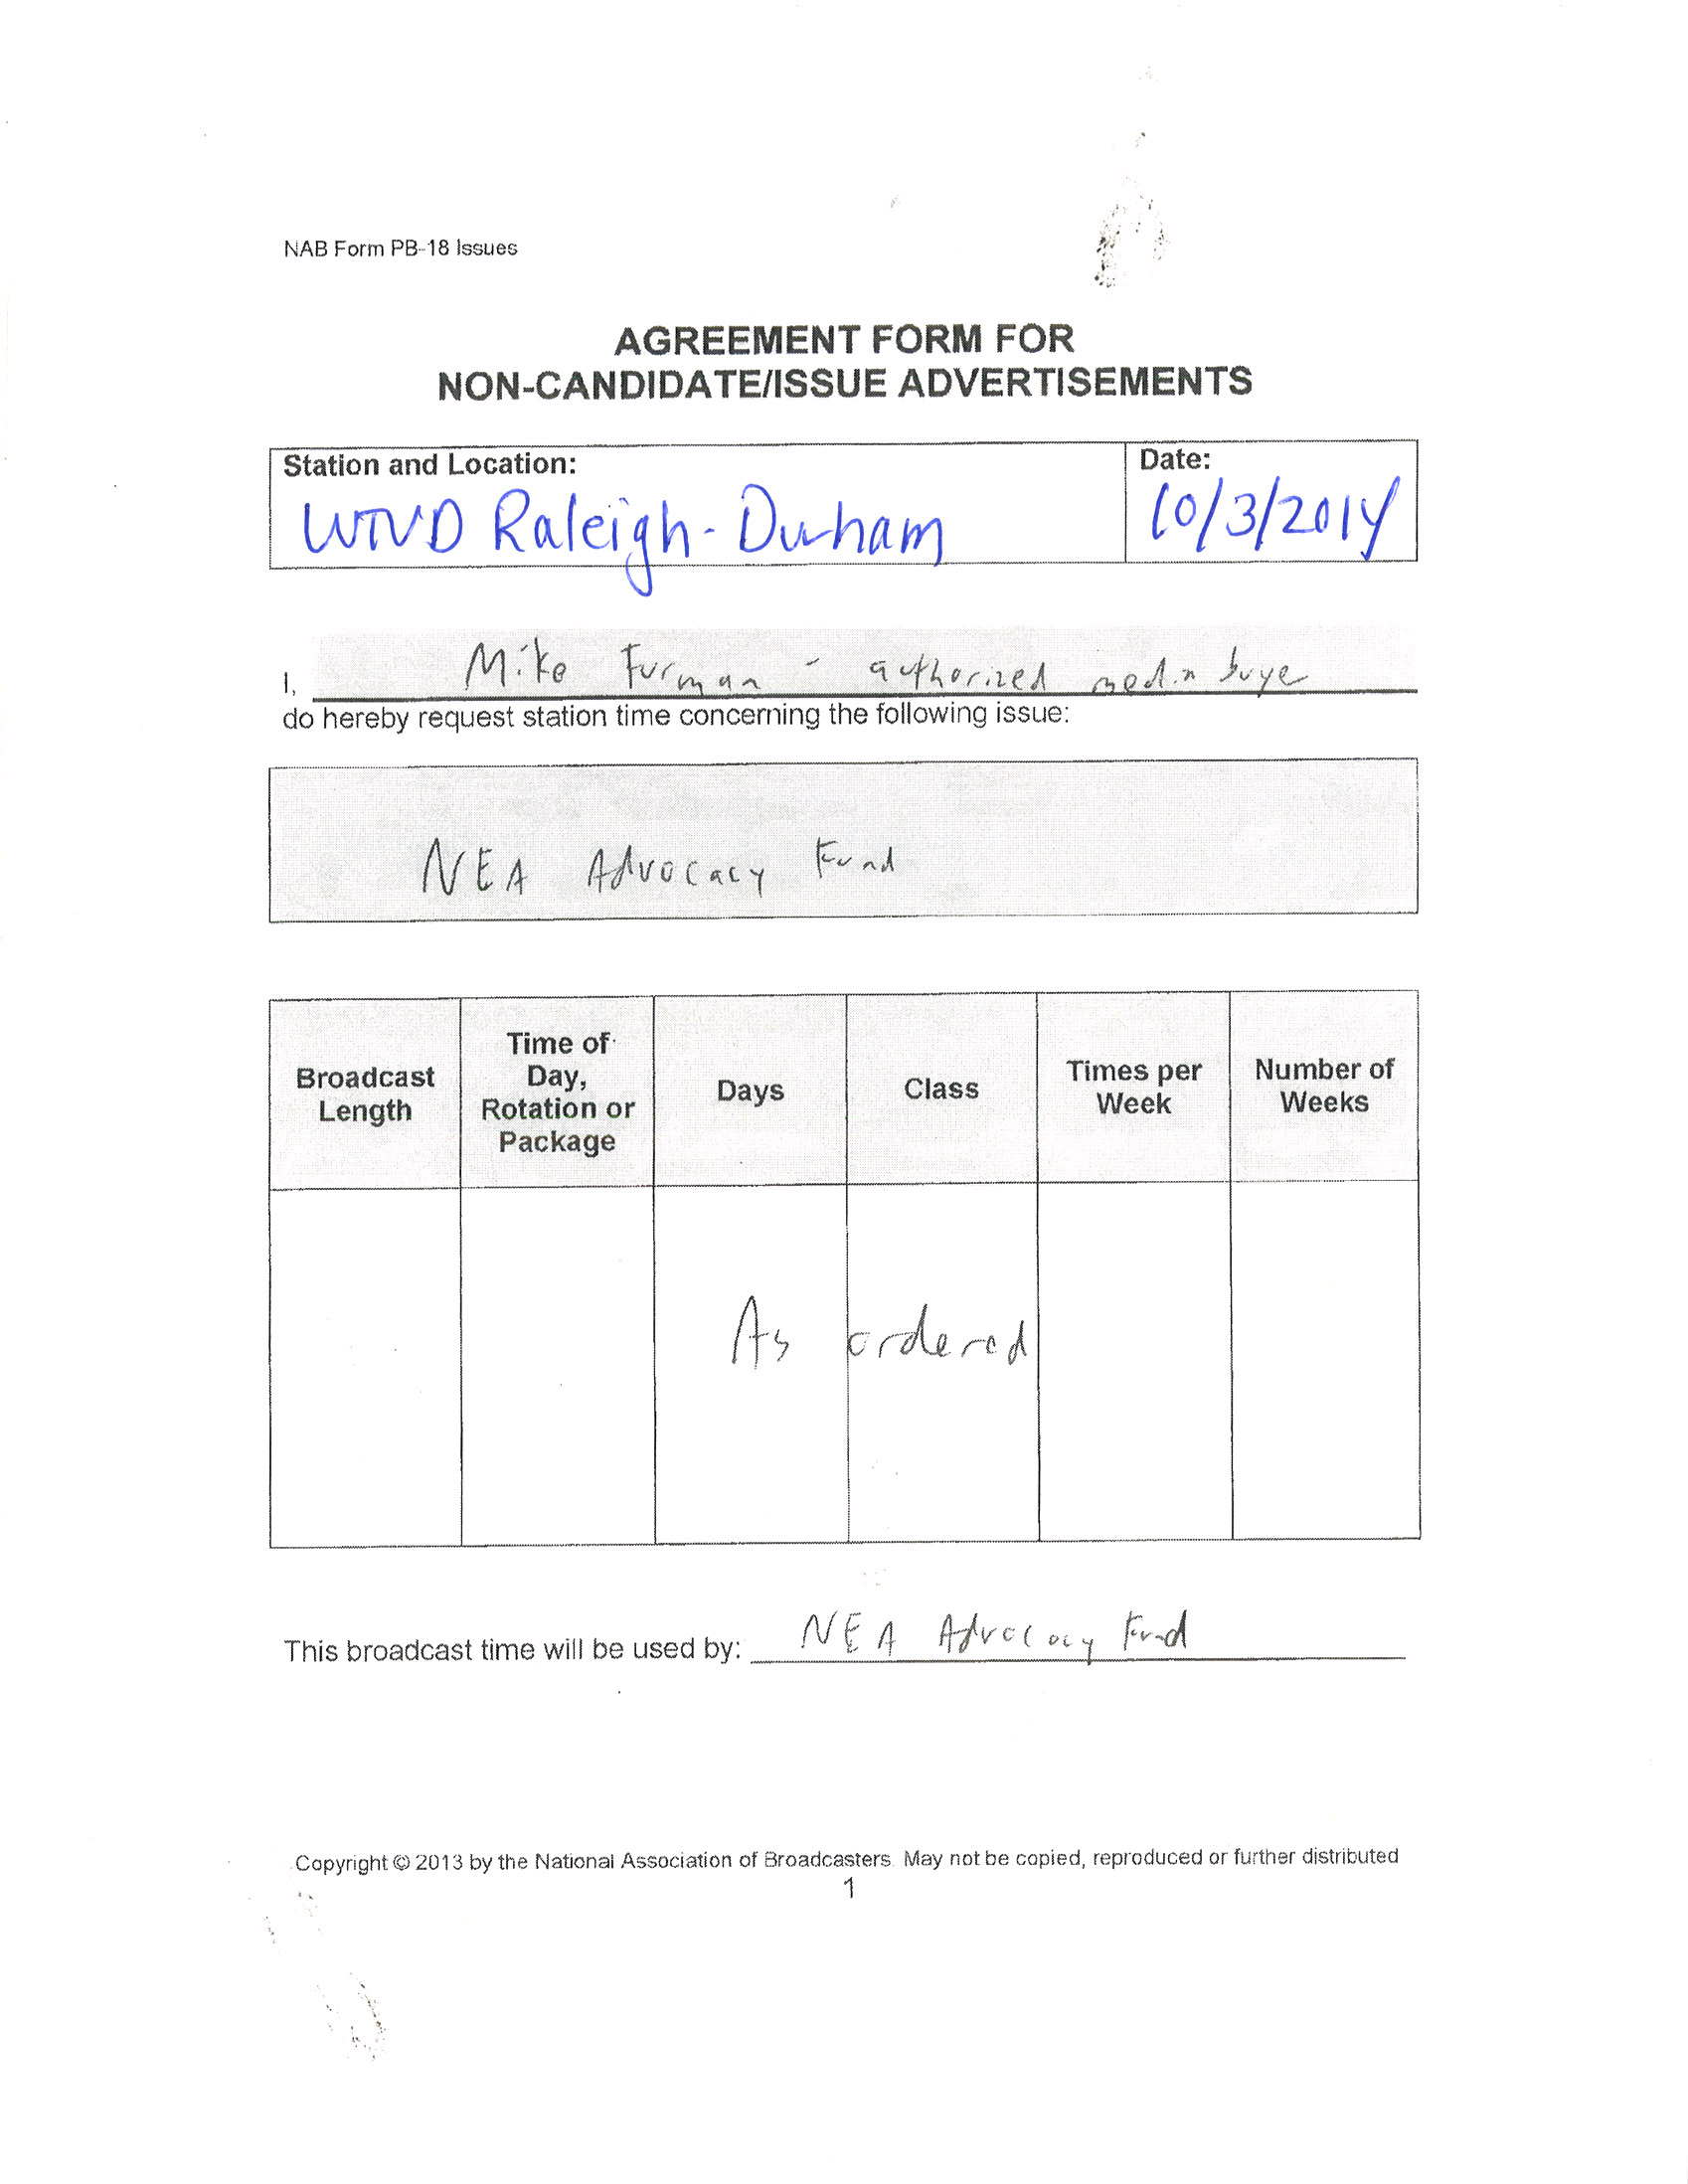 NAB Form PB-18 Issues
AGREEMENT FORM FOR
NON-CANDIDATE/ISSUE ADVERTISEMENTS
Station and Location:
Date:
WTVD Raleigh-Durham
10/3/2014
I, Mike Furman - authorized media buye
do hereby request station time concerning the following issue:
NEA Advocacy Fund
Broadcast Length
Time of Day, Rotation or Package
Days
Class
Times per Week
Number of Weeks
As ordered
This broadcast time will be used by: NEA Advocacy Fund
Copyright © 2013 by the National Association of Broadcasters. May not be copied, reproduced or further distributed
1